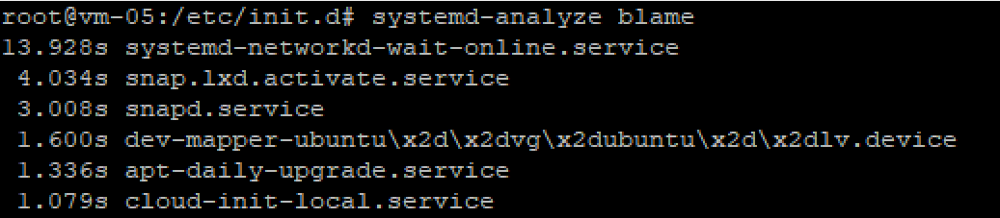 root@vm-05:/etc/init.d# systemd-analyze blame
13.928s systemd-networkd-wait-online.service
4.034s snap.lxd.activate.service
3.008s snapd.service
1.600s dev-mapper-ubuntu\x2d\x2dvg\x2dubuntu\x2d\x2dlv.device
1.336s apt-daily-upgrade.service
1.079s cloud-init-local.service